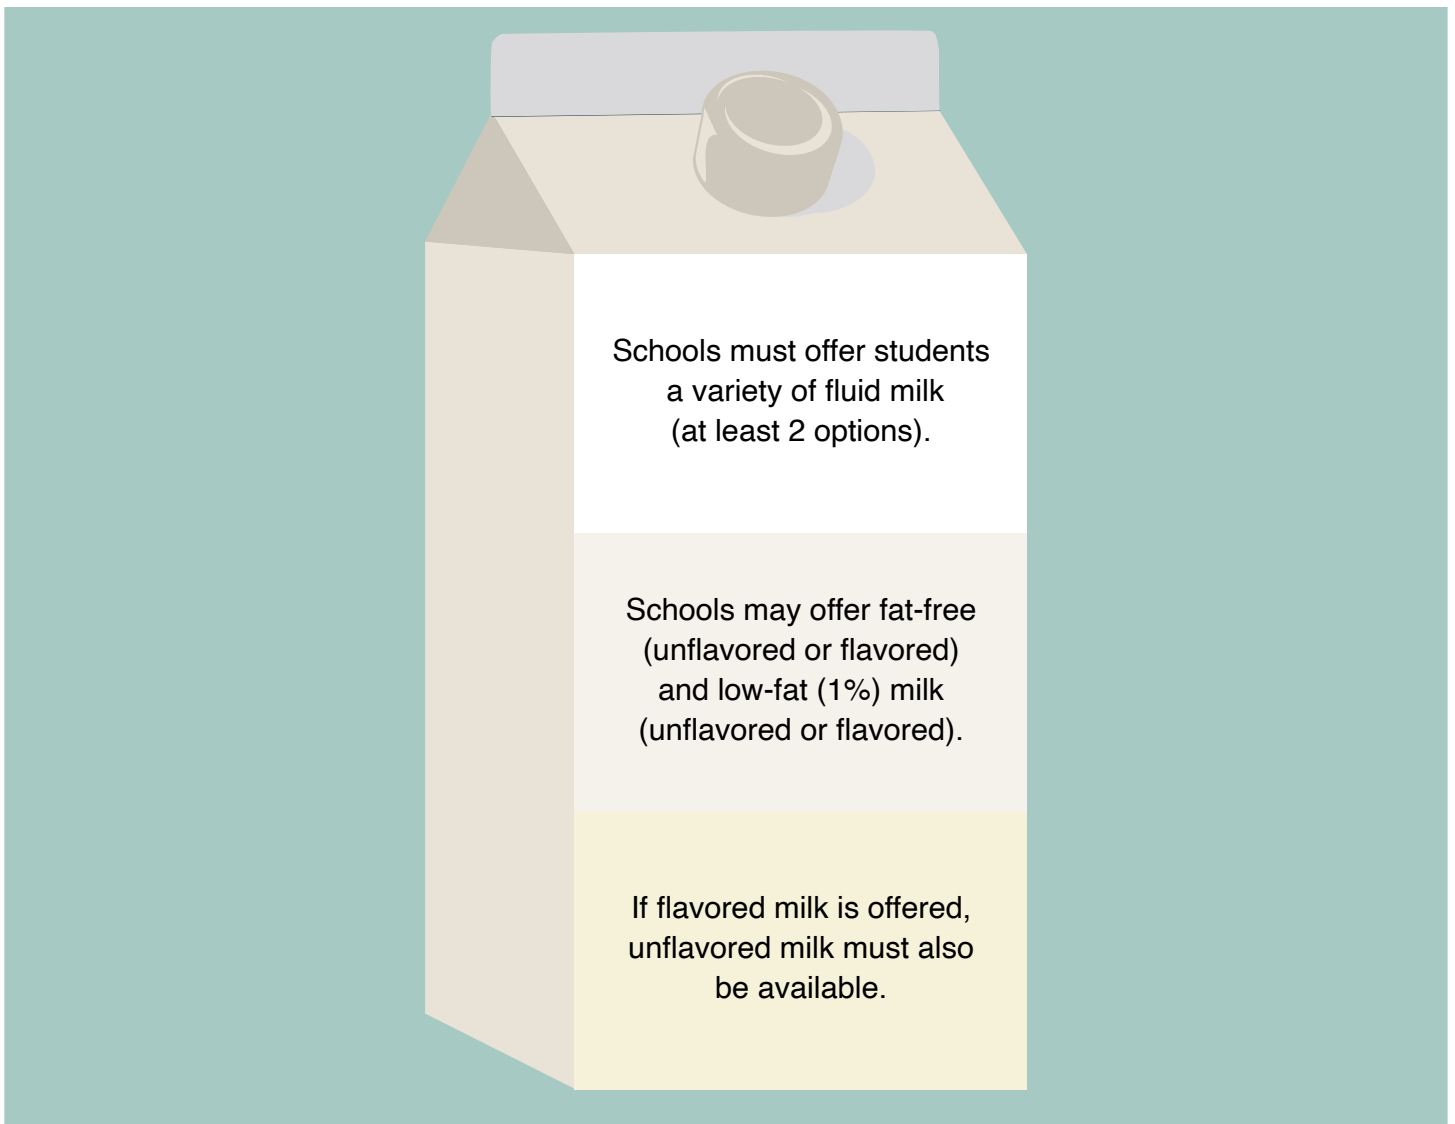 Schools must offer students
a variety of fluid milk
(at least 2 options).
Schools may offer fat-free
(unflavored or flavored)
and low-fat (1%) milk
(unflavored or flavored).
If flavored milk is offered,
unflavored milk must also
be available.